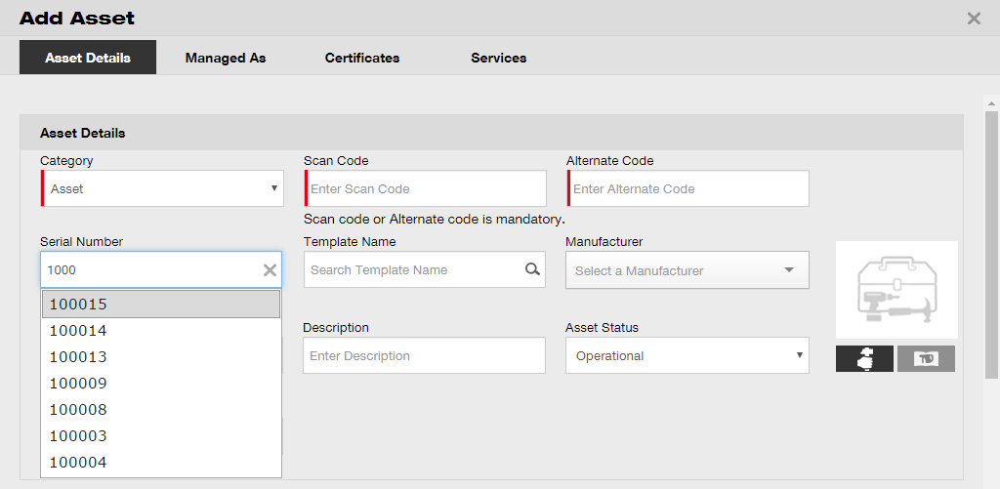 Add Asset
Asset Details
Managed As
Certificates
Services
Asset Details
Category
Scan Code
Alternate Code
Asset
Enter Scan Code
Enter Alternate Code
Scan code or Alternate code is mandatory.
Serial Number
Template Name
Manufacturer
1000
Search Template Name
Select a Manufacturer
100015
100014
100013
100009
100008
100003
100004
Description
Asset Status
Enter Description
Operational